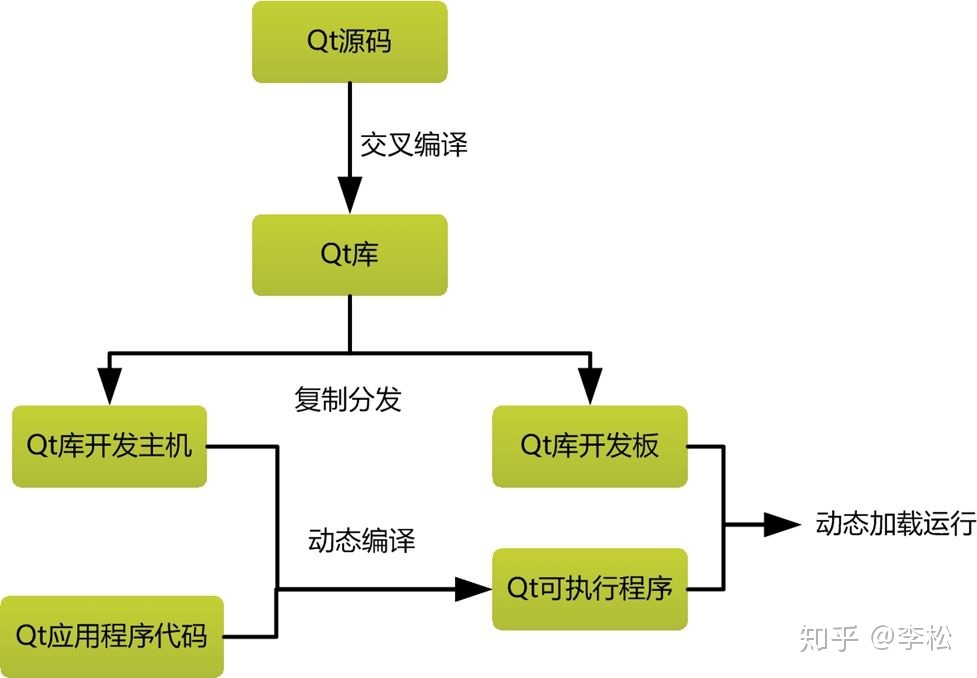 Qt源码
交叉编译
Qt库
复制分发
Qt库开发主机
Qt库开发板
动态加载运行
动态编译
Qt可执行程序
Qt应用程序代码
知乎 @李松